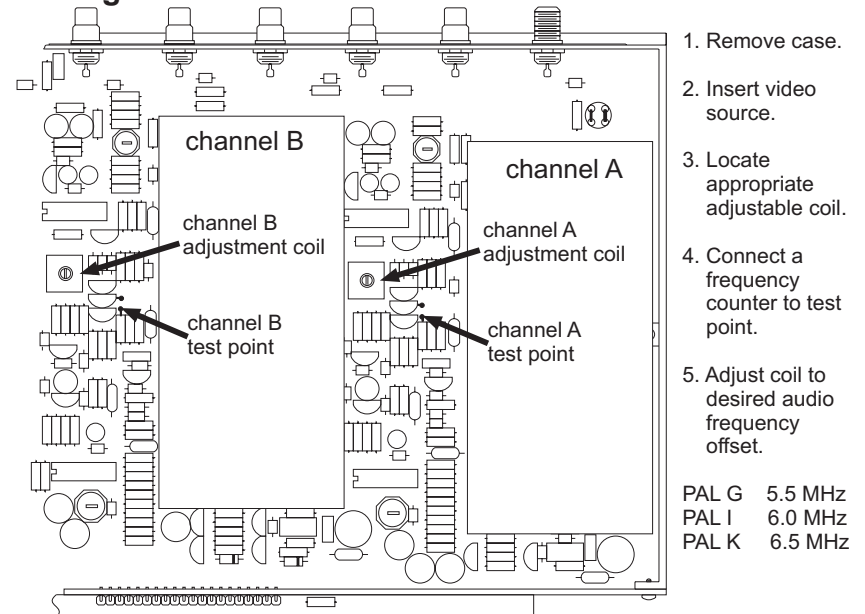 channel B
channel A
channel B
adjustment coil
channel A
adjustment coil
channel B
test point
channel A
test point
1. Remove case.
2. Insert video
source.
3. Locate
appropriate
adjustable coil.
4. Connect a
frequency
counter to test
point.
5. Adjust coil to
desired audio
frequency
offset.
PAL G 5.5 MHz
PAL I 6.0 MHz
PAL K 6.5 MHz